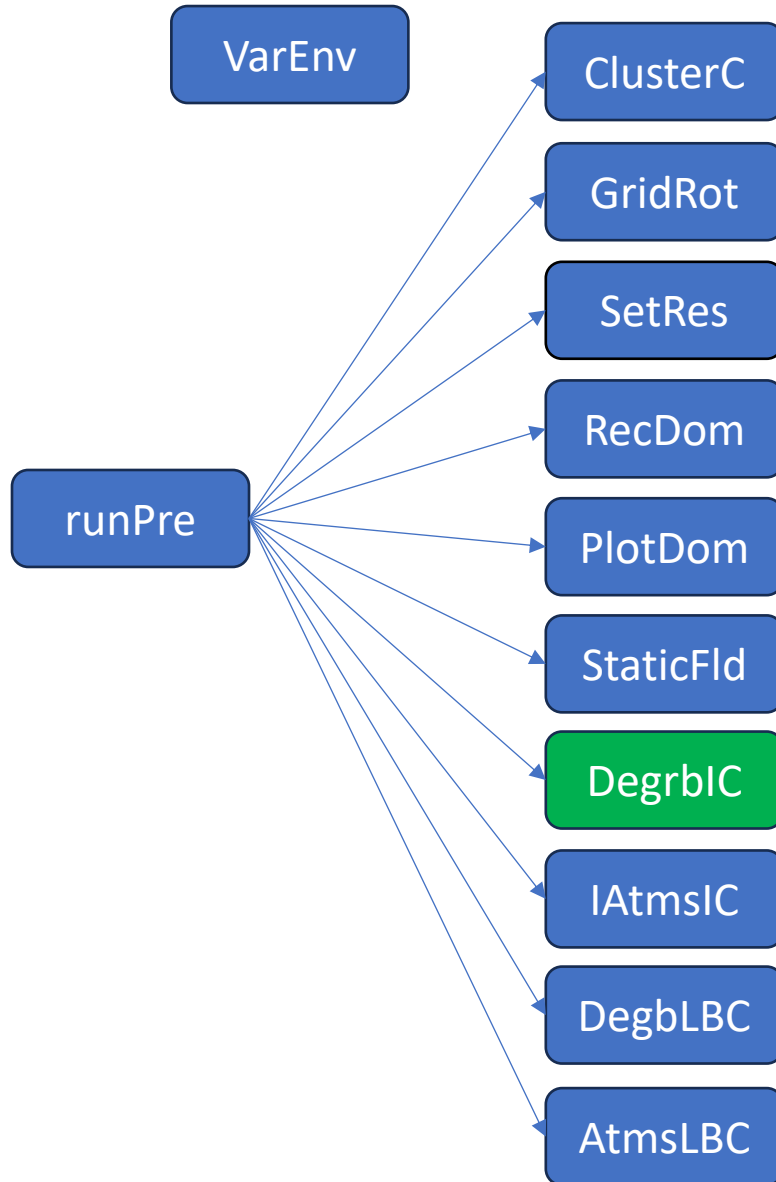 VarEnv
ClusterC
GridRot
SetRes
RecDom
runPre
PlotDom
StaticFld
DegrbIC
IAtmsIC
DegbLBC
AtmsLBC